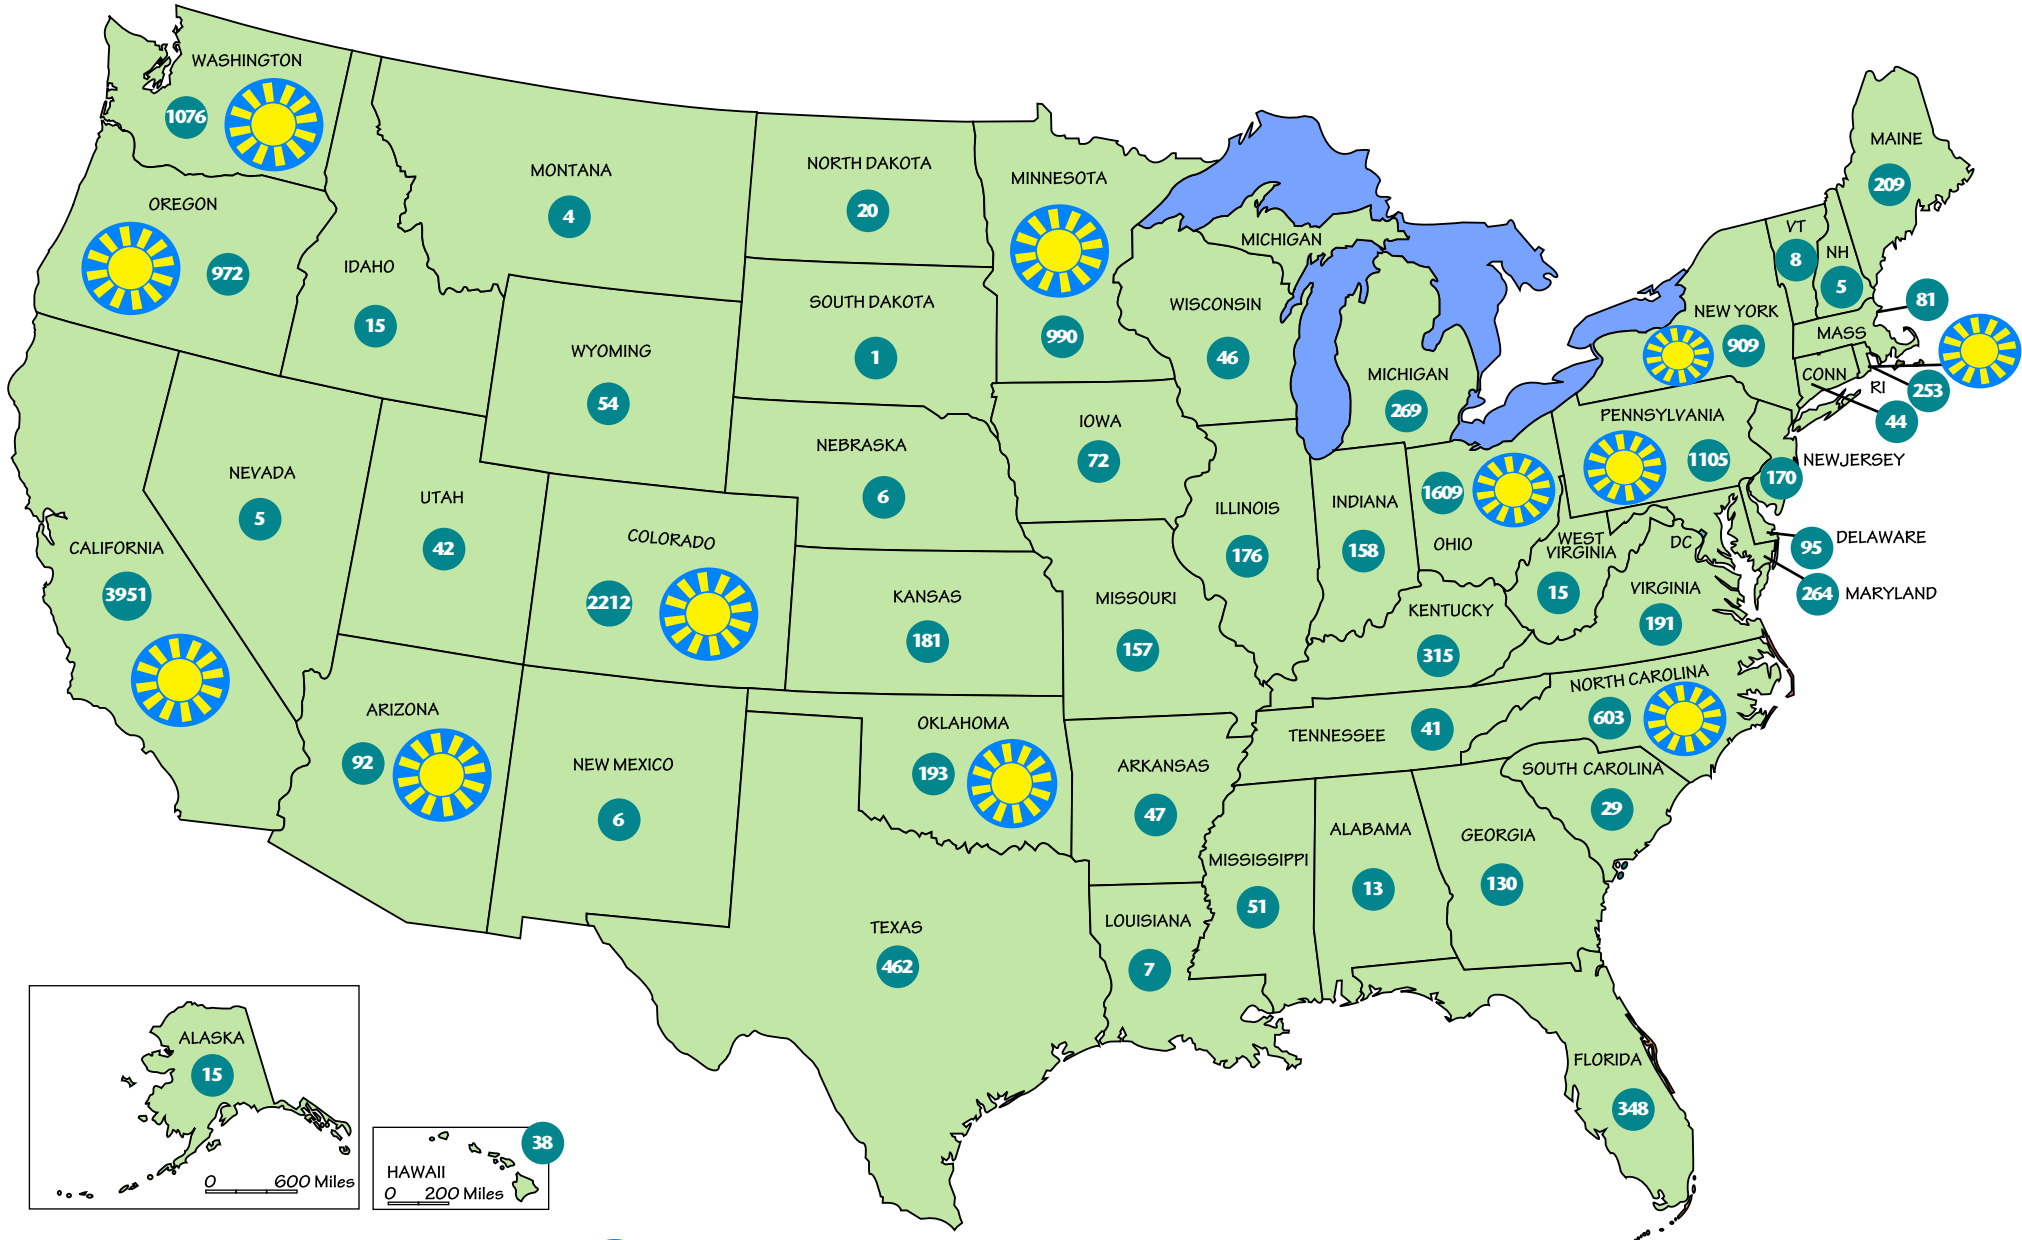 WASHINGTON
1076
OREGON
972
IDAHO
15
MONTANA
4
NORTH DAKOTA
20
MINNESOTA
990
SOUTH DAKOTA
1
WYOMING
54
NEBRASKA
6
IOWA
72
WISCONSIN
46
MICHIGAN
MICHIGAN
269
NEVADA
5
UTAH
42
CALIFORNIA
3951
COLORADO
2212
KANSAS
181
MISSOURI
157
ILLINOIS
176
INDIANA
158
1609
OHIO
KENTUCKY
315
WEST
VIRGINIA
15
VIRGINIA
191
DC
PENNSYLVANIA
1105
NEW YORK
909
VT
8
NH
5
MAINE
209
81
MASS
CONN
RI
253
44
NEWJERSEY
170
DELAWARE
95
MARYLAND
264
ARIZONA
92
NEW MEXICO
6
OKLAHOMA
193
ARKANSAS
47
TENNESSEE
41
NORTH CAROLINA
603
SOUTH CAROLINA
29
TEXAS
462
LOUISIANA
7
MISSISSIPPI
51
ALABAMA
13
GEORGIA
130
FLORIDA
348
ALASKA
15
0 600 Miles
38
HAWAII
0 200 Miles